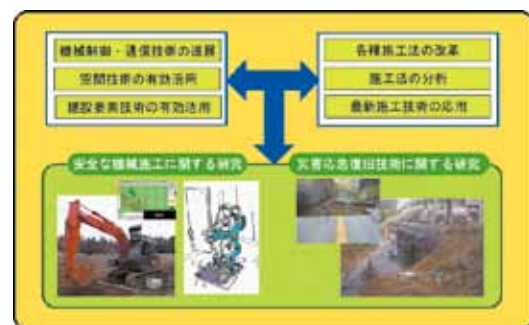 機械制御・通信技術の進展
空間技術の有効活用
建設要素技術の有効活用
各種施工法の改革
施工法の分析
最新施工技術の応用
安全な機械施工に関する研究
災害応急復旧技術に関する研究